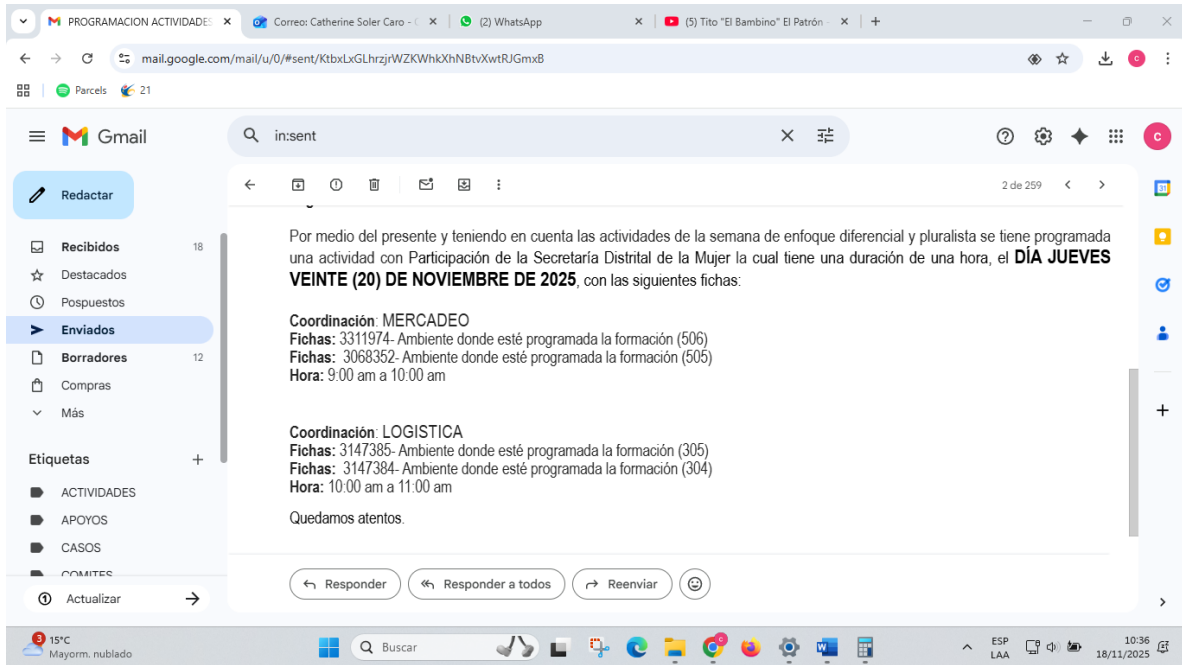 PROGRAMACION ACTIVIDADES
Correo: Catherine Soler Caro -
(2) WhatsApp
(5) Tito "El Bambino" El Patrón -
mail.google.com/mail/u/0/#sent/KtbxLxGLhrzjrWZKWhkXhNBtvXwtRJGmxB
c
Parcels
21
Gmail
in:sent
c
Redactar
2 de 259
31
Recibidos 18
Destacados
Pospuestos
Enviados
Borradores 12
Compras
Más
Etiquetas
ACTIVIDADES
APOYOS
CASOS
COMITES
Actualizar
Por medio del presente y teniendo en cuenta las actividades de la semana de enfoque diferencial y pluralista se tiene programada
una actividad con Participación de la Secretaría Distrital de la Mujer la cual tiene una duración de una hora, el DÍA JUEVES
VEINTE (20) DE NOVIEMBRE DE 2025, con las siguientes fichas:
Coordinación: MERCADEO
Fichas: 3311974- Ambiente donde esté programada la formación (506)
Fichas: 3068352- Ambiente donde esté programada la formación (505)
Hora: 9:00 am a 10:00 am
Coordinación: LOGISTICA
Fichas: 3147385- Ambiente donde esté programada la formación (305)
Fichas: 3147384- Ambiente donde esté programada la formación (304)
Hora: 10:00 am a 11:00 am
Quedamos atentos.
Responder
Responder a todos
Reenviar
3
15°C
Mayorm. nublado
Buscar
ESP
LAA
10:36
18/11/2025